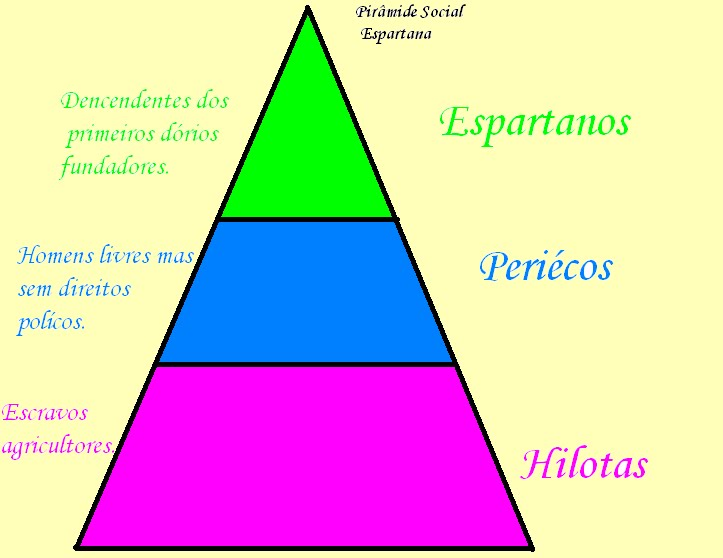 Pirâmide Social
Espartana
Dencendentes dos
primeiros dórios
fundadores.
Espartanos
Homens livres mas
sem direitos
polícos.
Periécos
Escravos
agricultores.
Hilotas